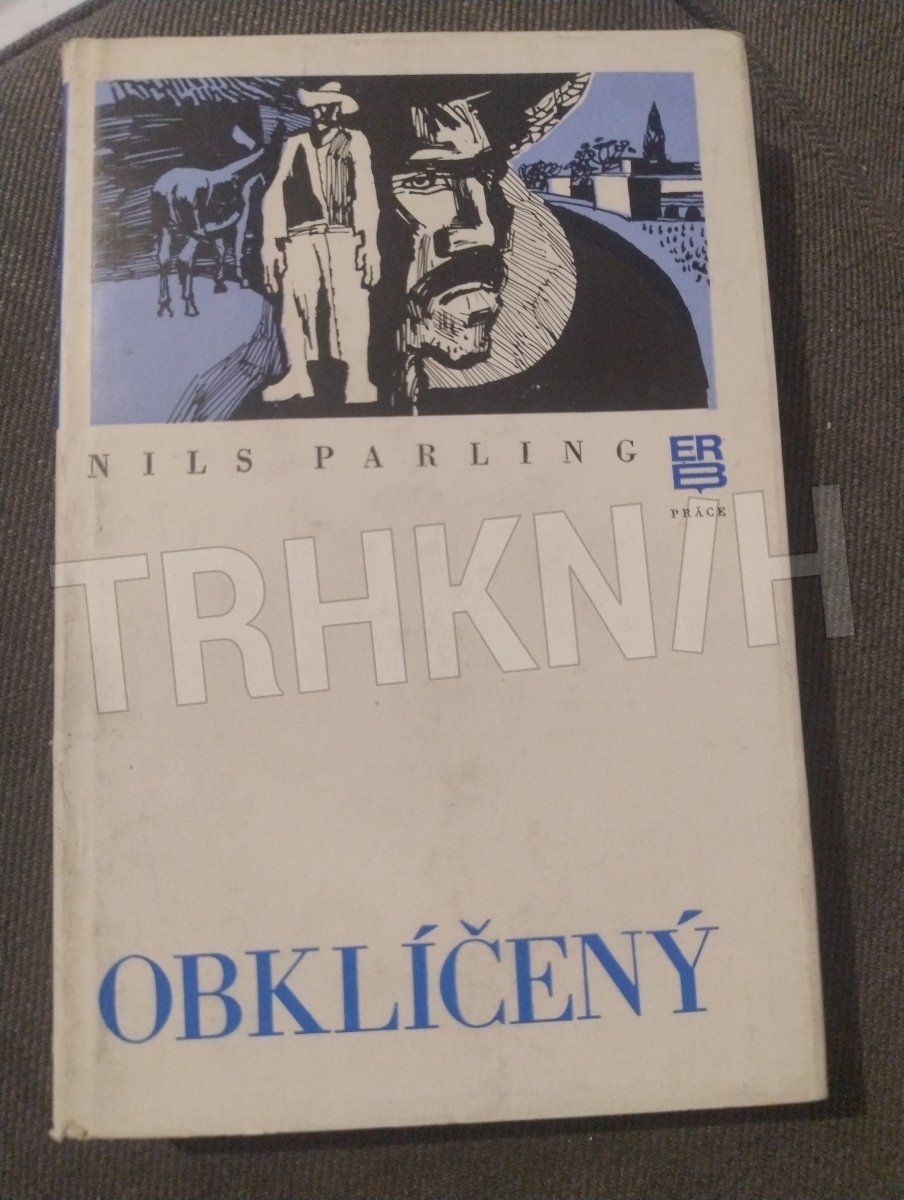 NILS PARLING
ERB
PRÁCE
TRHKNIH
OBKLÍČENÝ